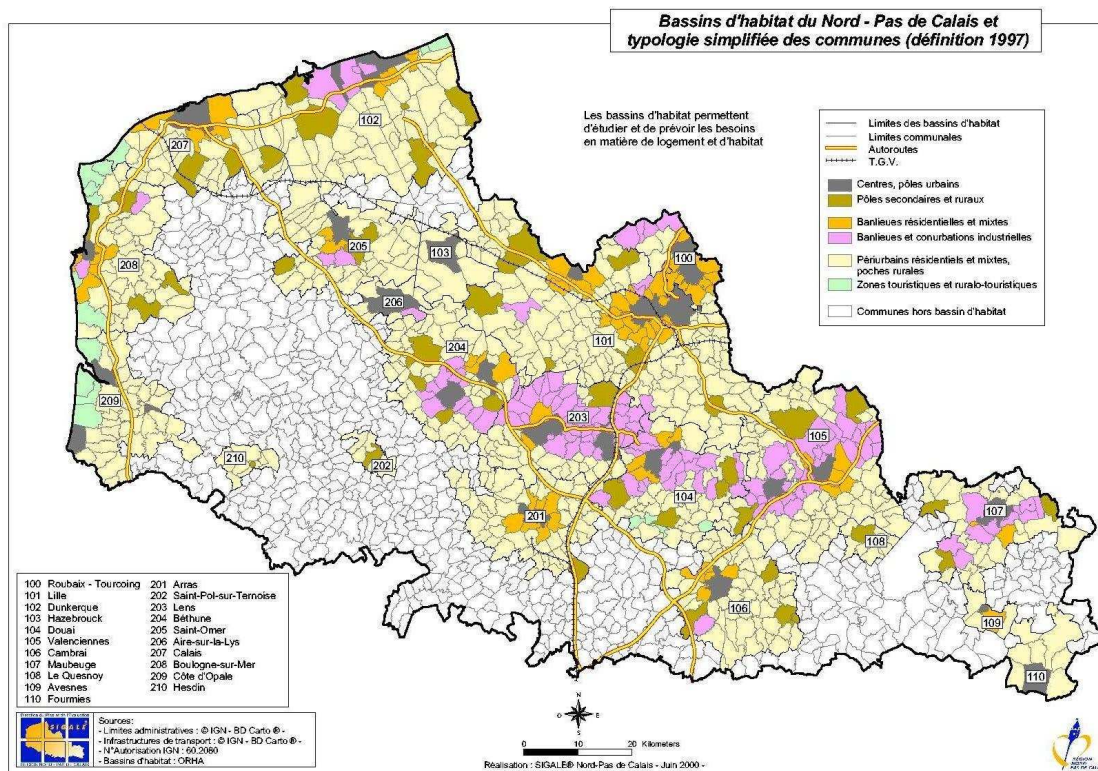 Bassins d'habitat du Nord - Pas de Calais et
typologie simplifiée des communes (définition 1997)
Les bassins d'habitat permettent
d'étudier et de prévoir les besoins
en matière de logement et d'habitat
Limites des bassins d'habitat
Limites communales
Autoroutes
T.G.V.
Centres, pôles urbains
Pôles secondaires et ruraux
Banlieues résidentielles et mixtes
Banlieues et conurbations industrielles
Périurbains résidentiels et mixtes,
poches rurales
Zones touristiques et ruralo-touristiques
Communes hors bassin d'habitat
102
207
205
103
100
208
206
101
204
209
203
105
210
202
104
201
107
108
106
109
110
100 Roubaix - Tourcoing 201 Arras
101 Lille 202 Saint-Pol-sur-Ternoise
102 Dunkerque 203 Lens
103 Hazebrouck 204 Béthune
104 Douai 205 Saint-Omer
105 Valenciennes 206 Aire-sur-la-Lys
106 Cambrai 207 Calais
107 Maubeuge 208 Boulogne-sur-Mer
108 Le Quesnoy 209 Côte d'Opale
109 Avesnes 210 Hesdin
110 Fourmies
SIGALE
Sources:
- Limites administratives : © IGN - BD Carto ® -
- Infrastructures de transport : © IGN - BD Carto ® -
- N°Autorisation IGN : 60.2080
- Bassins d'habitat : ORHA
N
O E
S
0 10 20 Kilometers
Réalisation : SIGALE® Nord-Pas de Calais - Juin 2000 -
RÉGION
NORD
PAS DE CALAIS